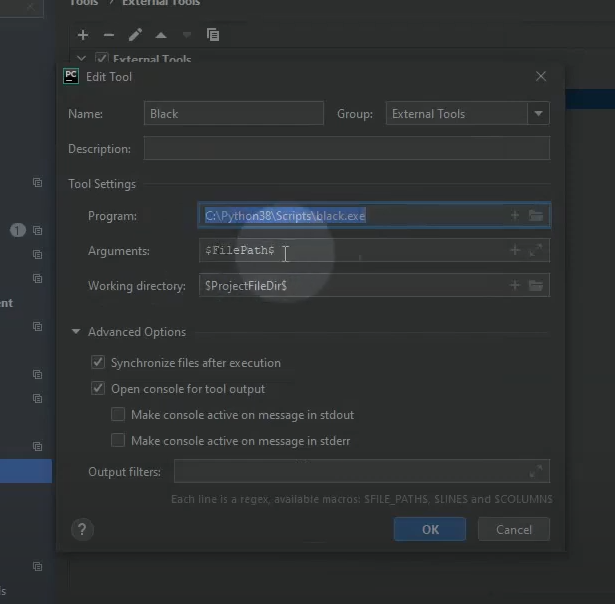 Tools › External Tools
External Tools
PC Edit Tool
Name: Black Group: External Tools
Description:
Tool Settings
Program: C:\Python38\Scripts\black.exe
1
Arguments: $FilePath$
Working directory: $ProjectFileDir$
nt
Advanced Options
Synchronize files after execution
Open console for tool output
Make console active on message in stdout
Make console active on message in stderr
Output filters:
Each line is a regex, available macros: $FILE_PATH$, $LINE$ and $COLUMN$
? OK Cancel
s